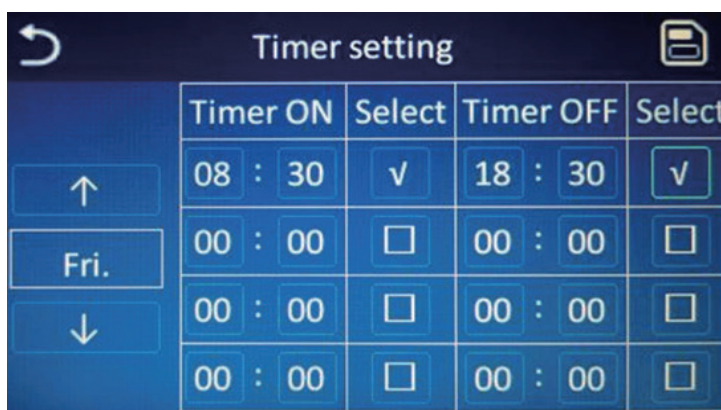 Timer setting
Timer ON Select Timer OFF Select
08 : 30 √ 18 : 30 √
00 : 00 00 : 00
Fri.
00 : 00 00 : 00
00 : 00 00 : 00